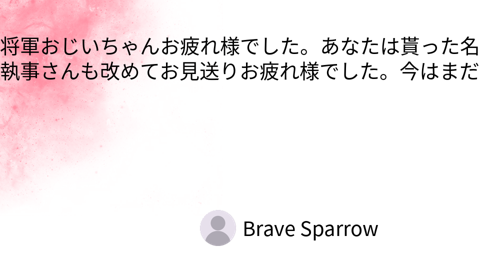 将軍おじいちゃんお疲れ様でした。あなたは貰った名
執事さんも改めてお見送りお疲れ様でした。今はまだ
Brave Sparrow